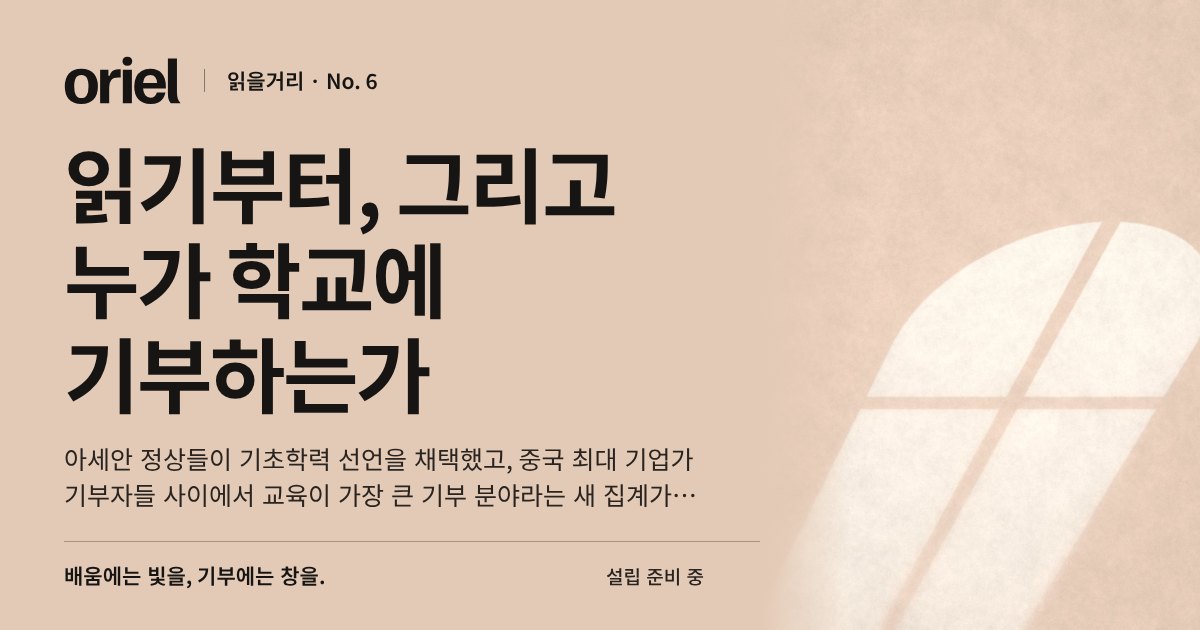 oriel
읽을거리 · No. 6
읽기부터, 그리고
누가 학교에
기부하는가
아세안 정상들이 기초학력 선언을 채택했고, 중국 최대 기업가
기부자들 사이에서 교육이 가장 큰 기부 분야라는 새 집계가…
배움에는 빛을, 기부에는 창을.
설립 준비 중